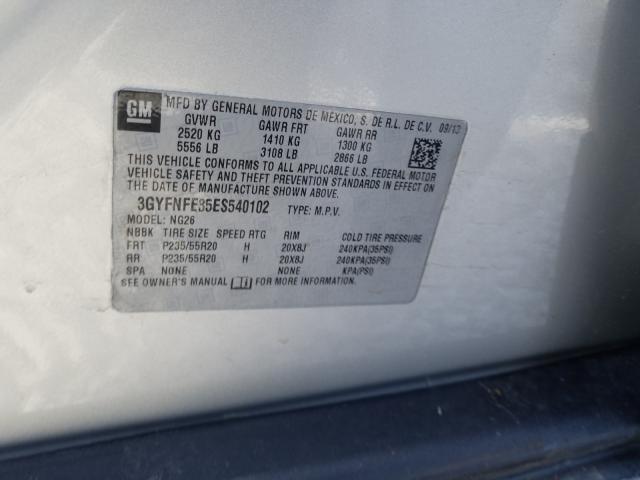 GM
MFD BY GENERAL MOTORS DE MEXICO, S. DE R.L. DE C.V. 09/13
GVWR GAWR FRT GAWR RR
2520 KG 1410 KG 1300 KG
5556 LB 3108 LB 2866 LB
THIS VEHICLE CONFORMS TO ALL APPLICABLE U.S. FEDERAL MOTOR
VEHICLE SAFETY AND THEFT PREVENTION STANDARDS IN EFFECT ON
THE DATE OF MANUFACTURE SHOWN ABOVE.
3GYFNFE35ES540102 TYPE: M.P.V.
MODEL: NG26
NBBK TIRE SIZE SPEED RTG RIM COLD TIRE PRESSURE
FRT P235/55R20 H 20X8J 240KPA(35PSI)
RR P235/55R20 H 20X8J 240KPA(35PSI)
SPA NONE NONE KPA(PSI)
SEE OWNER'S MANUAL FOR MORE INFORMATION